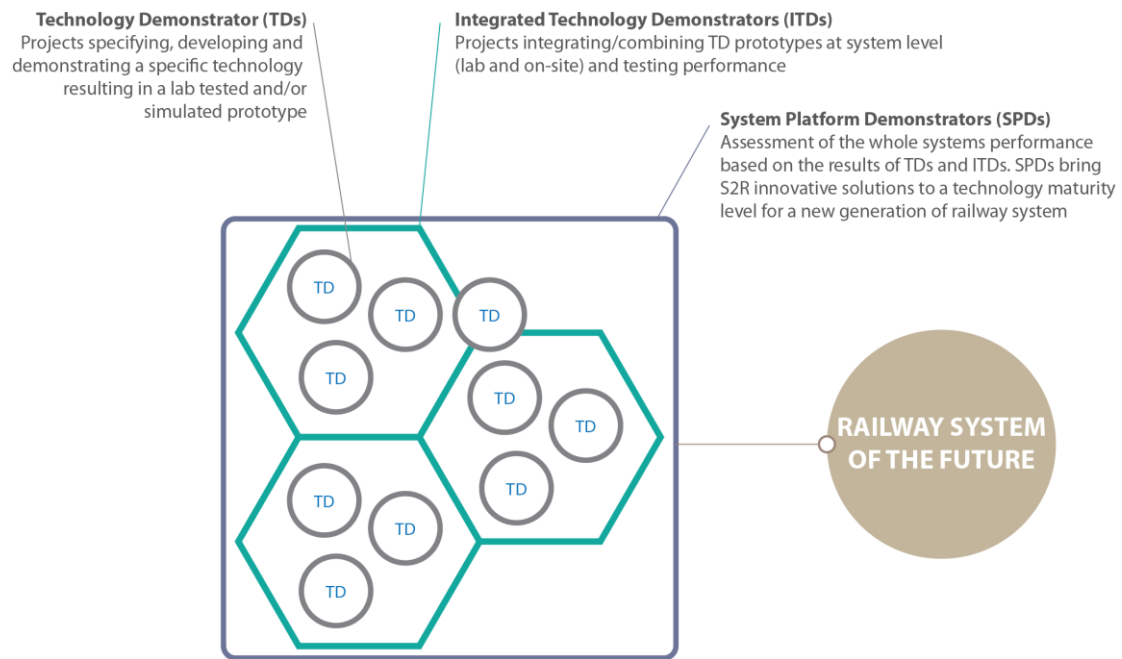 Technology Demonstrator (TDs)
Projects specifying, developing and
demonstrating a specific technology
resulting in a lab tested and/or
simulated prototype
Integrated Technology Demonstrators (ITDs)
Projects integrating/combining TD prototypes at system level
(lab and on-site) and testing performance
System Platform Demonstrators (SPDs)
Assessment of the whole systems performance
based on the results of TDs and ITDs. SPDs bring
S2R innovative solutions to a technology maturity
level for a new generation of railway system
TD
TD
TD
TD
TD
TD
TD
TD
TD
TD
RAILWAY SYSTEM
OF THE FUTURE